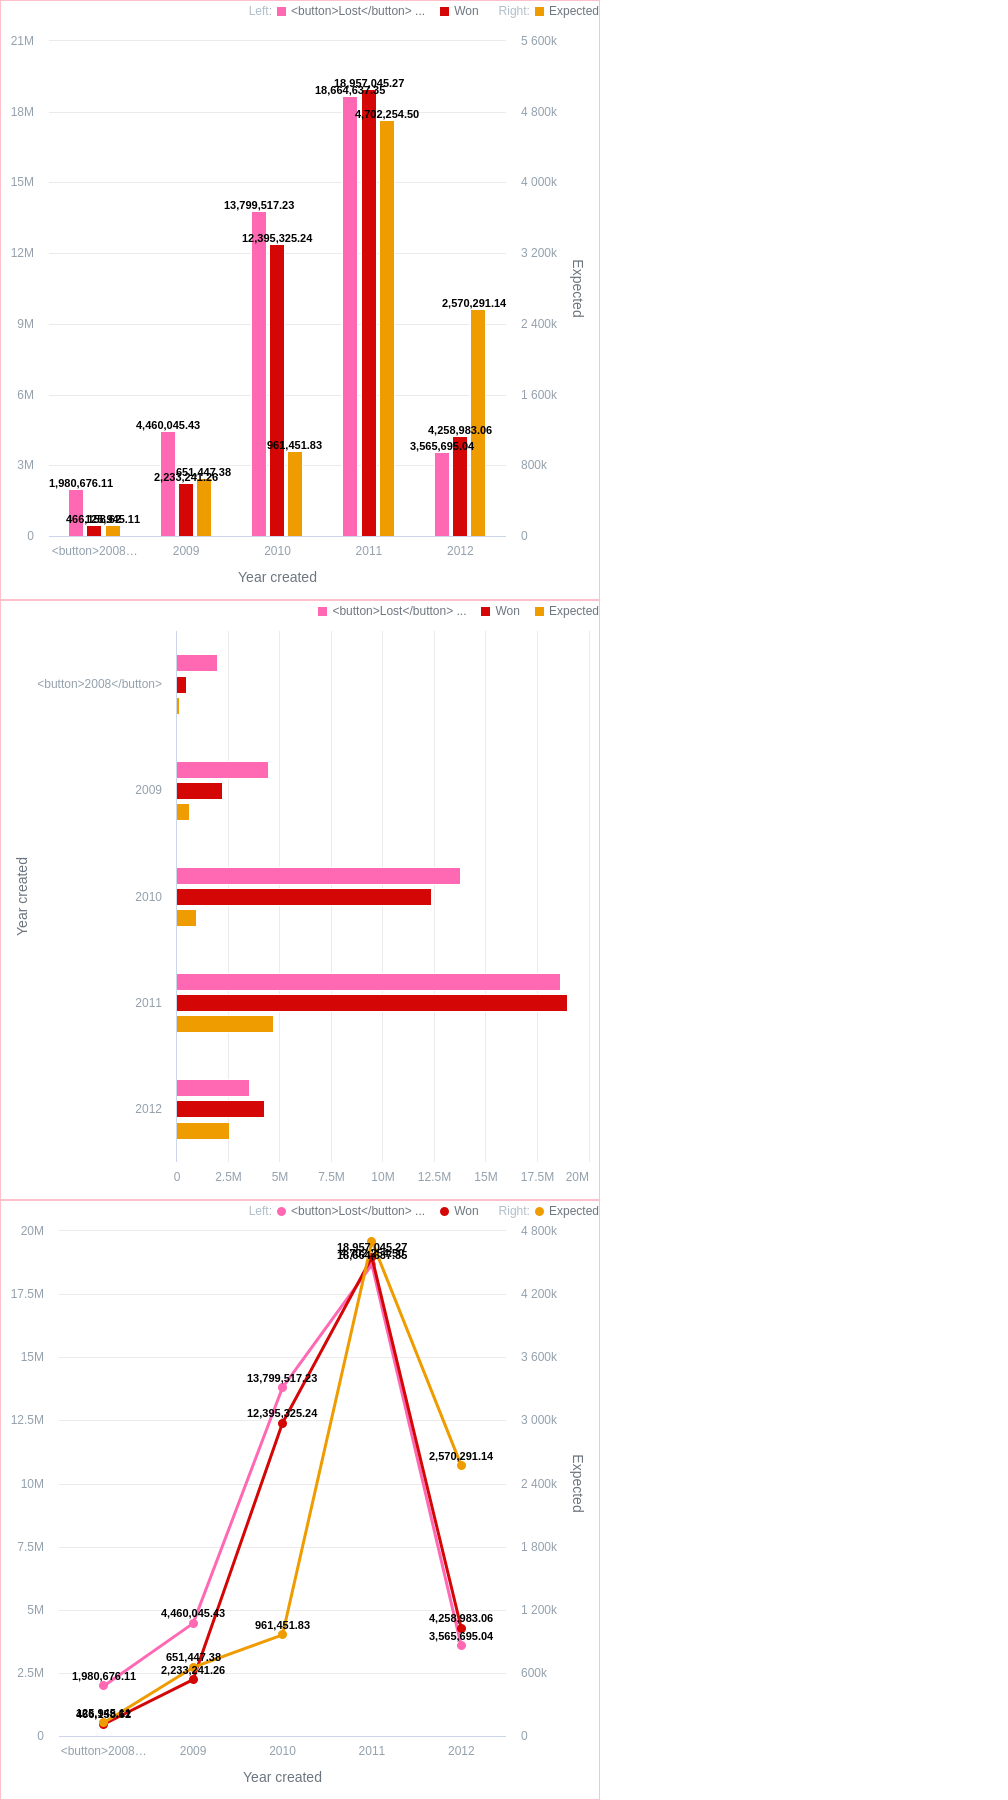 Left: <button>Lost</button> ... Won Right: Expected
21M 5 600k
18,957,045.27
18,664,637.35
18M 4,702,254.50 4 800k
15M 4 000k
13,799,517.23
12,395,325.24
12M 3 200k
Expected
2,570,291.14
9M 2 400k
6M 1 600k
4,460,045.43 4,258,983.06
961,451.83 3,565,695.04
3M 651,447.38 800k
2,233,241.26
1,980,676.11
0 0
<button>2008... 2009 2010 2011 2012
Year created
<button>Lost</button> ... Won Expected
<button>2008</button>
2009
Year created
2010
2011
2012
0 2.5M 5M 7.5M 10M 12.5M 15M 17.5M 20M
Left: <button>Lost</button> ... Won Right: Expected
20M 4 800k
18,957,045.27
17.5M 4 200k
15M 3 600k
13,799,517.23
12.5M 12,395,325.24 3 000k
2,570,291.14
Expected
10M 2 400k
7.5M 1 800k
5M 4,460,045.43 4,258,983.06 1 200k
961,451.83 3,565,695.04
651,447.38
2.5M 1,980,676.11 2,233,241.26 600k
0 0
<button>2008... 2009 2010 2011 2012
Year created